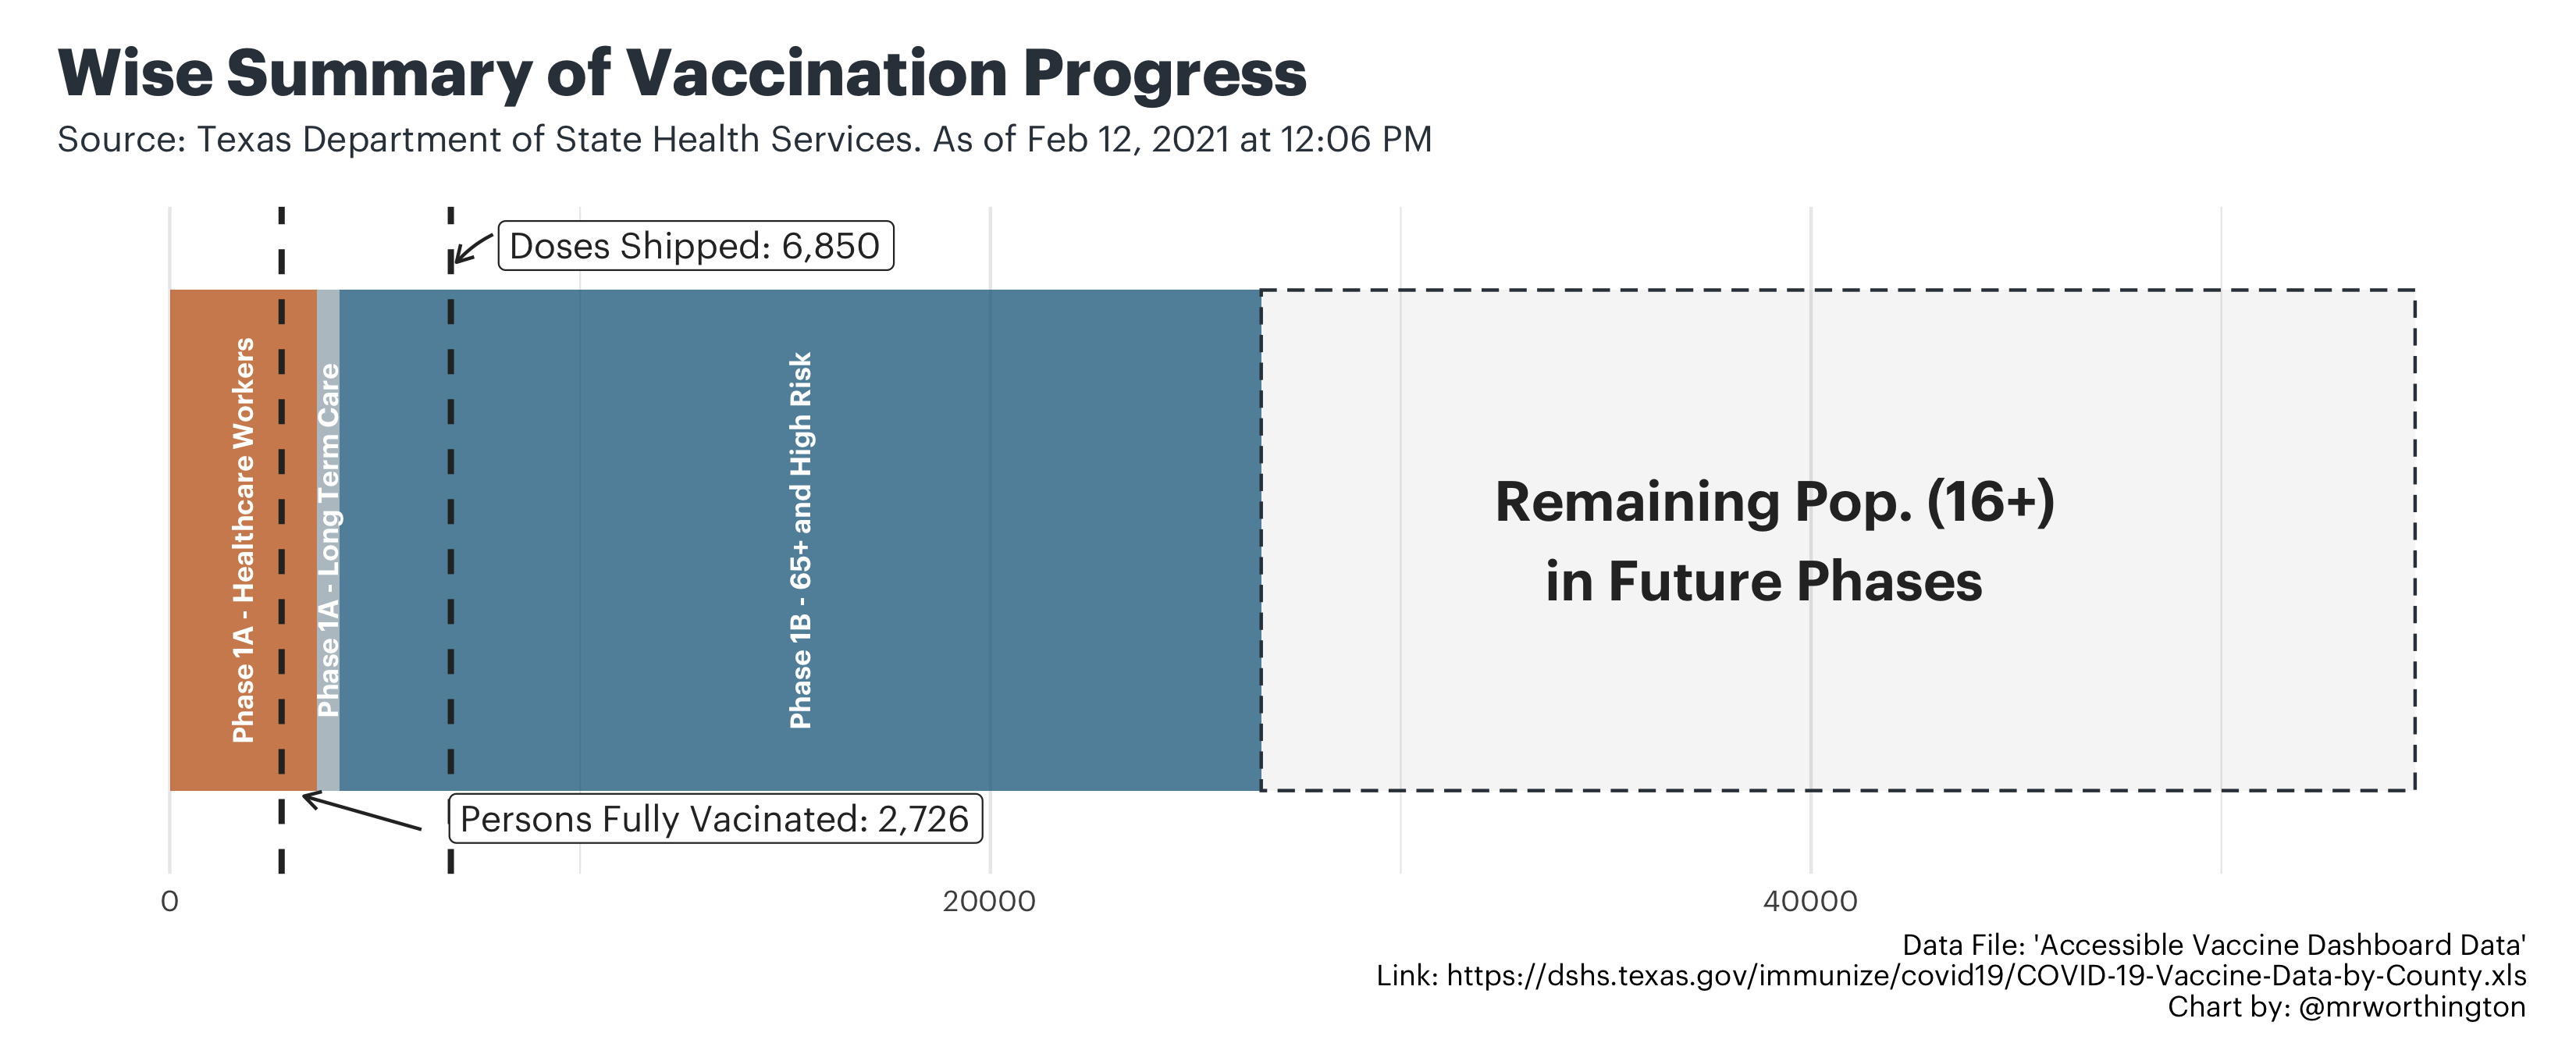 Wise Summary of Vaccination Progress
Source: Texas Department of State Health Services. As of Feb 12, 2021 at 12:06 PM
Doses Shipped: 6,850
Phase 1A - Healthcare Workers
Phase 1A - Long Term Care
Phase 1B - 65+ and High Risk
Remaining Pop. (16+)
in Future Phases
Persons Fully Vacinated: 2,726
0
20000
40000
Data File: 'Accessible Vaccine Dashboard Data'
Link: https://dshs.texas.gov/immunize/covid19/COVID-19-Vaccine-Data-by-County.xls
Chart by: @mrworthington